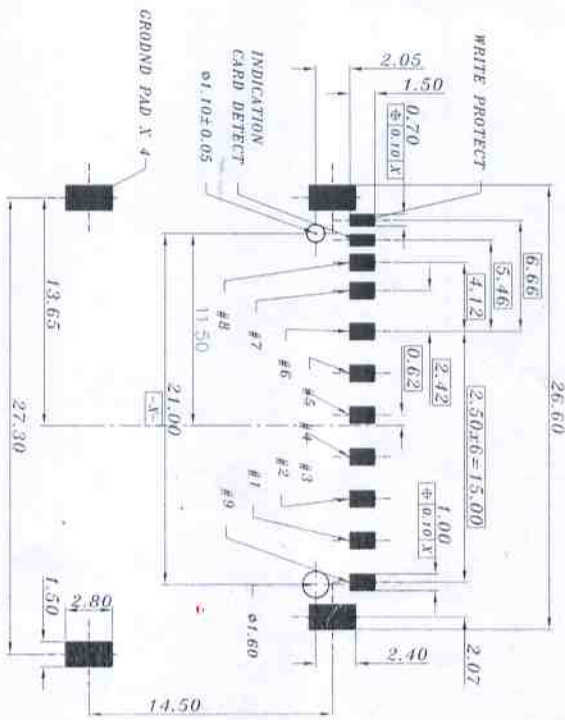 26.60
6.66
5.46
4.12
2.50x6=15.00
2.07
2.42
0.62
WRITE PROTECT
1.50
2.05
0.70
⌖ 0.10 X
1.00
⌖ 0.10 X
2.40
INDICATION
CARD DETECT
ø1.10±0.05
#8
#7
#6
#5
#4
#3
#2
#1
#9
ø1.60
11.50
21.00
-X-
14.50
GRODND PAD X 4
13.65
27.30
2.80
1.50